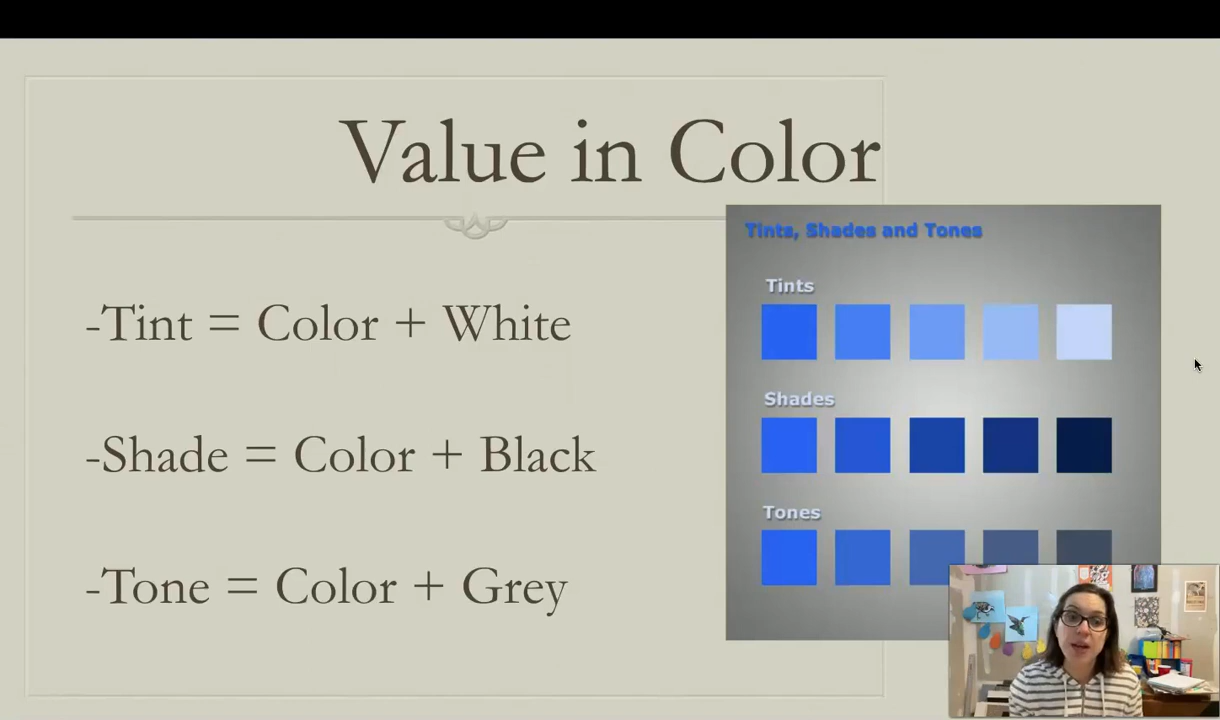 Value in Color
-Tint = Color + White
-Shade = Color + Black
-Tone = Color + Grey
Tints, Shades and Tones
Tints
Shades
Tones